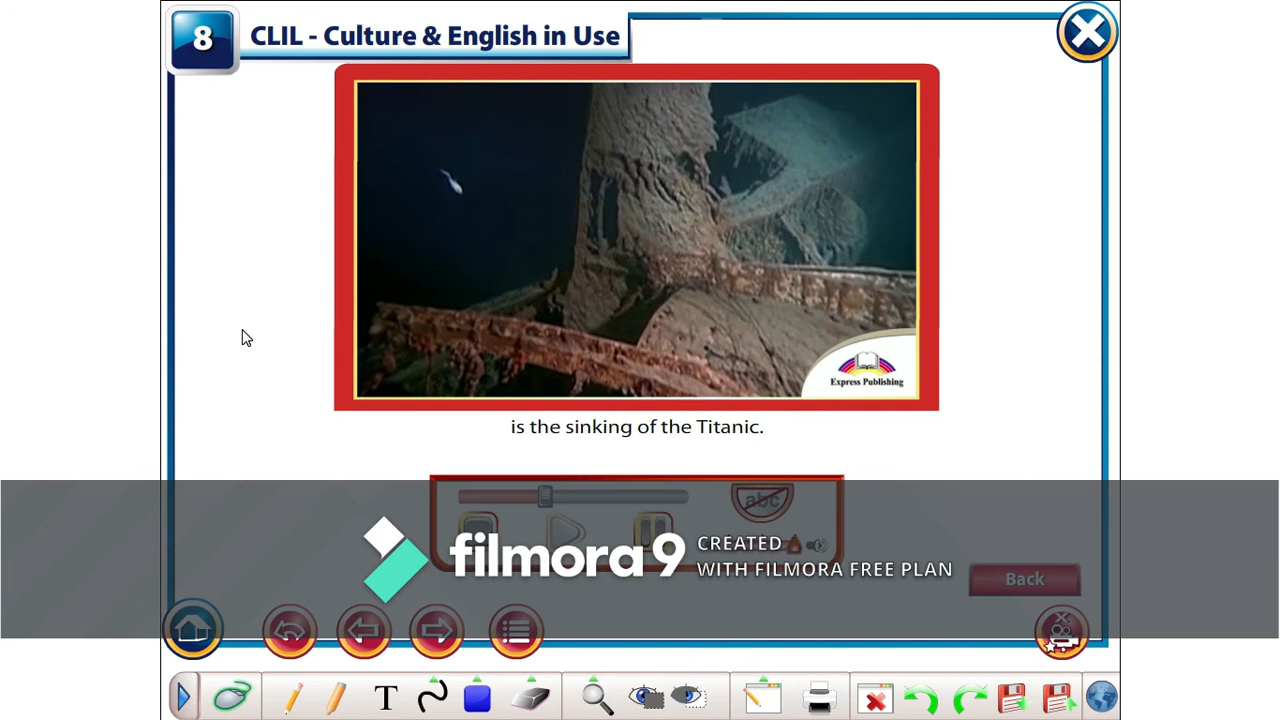 8
CLIL - Culture & English in Use
Express Publishing
is the sinking of the Titanic.
abc
filmora9
CREATED
WITH FILMORA FREE PLAN
Back
T